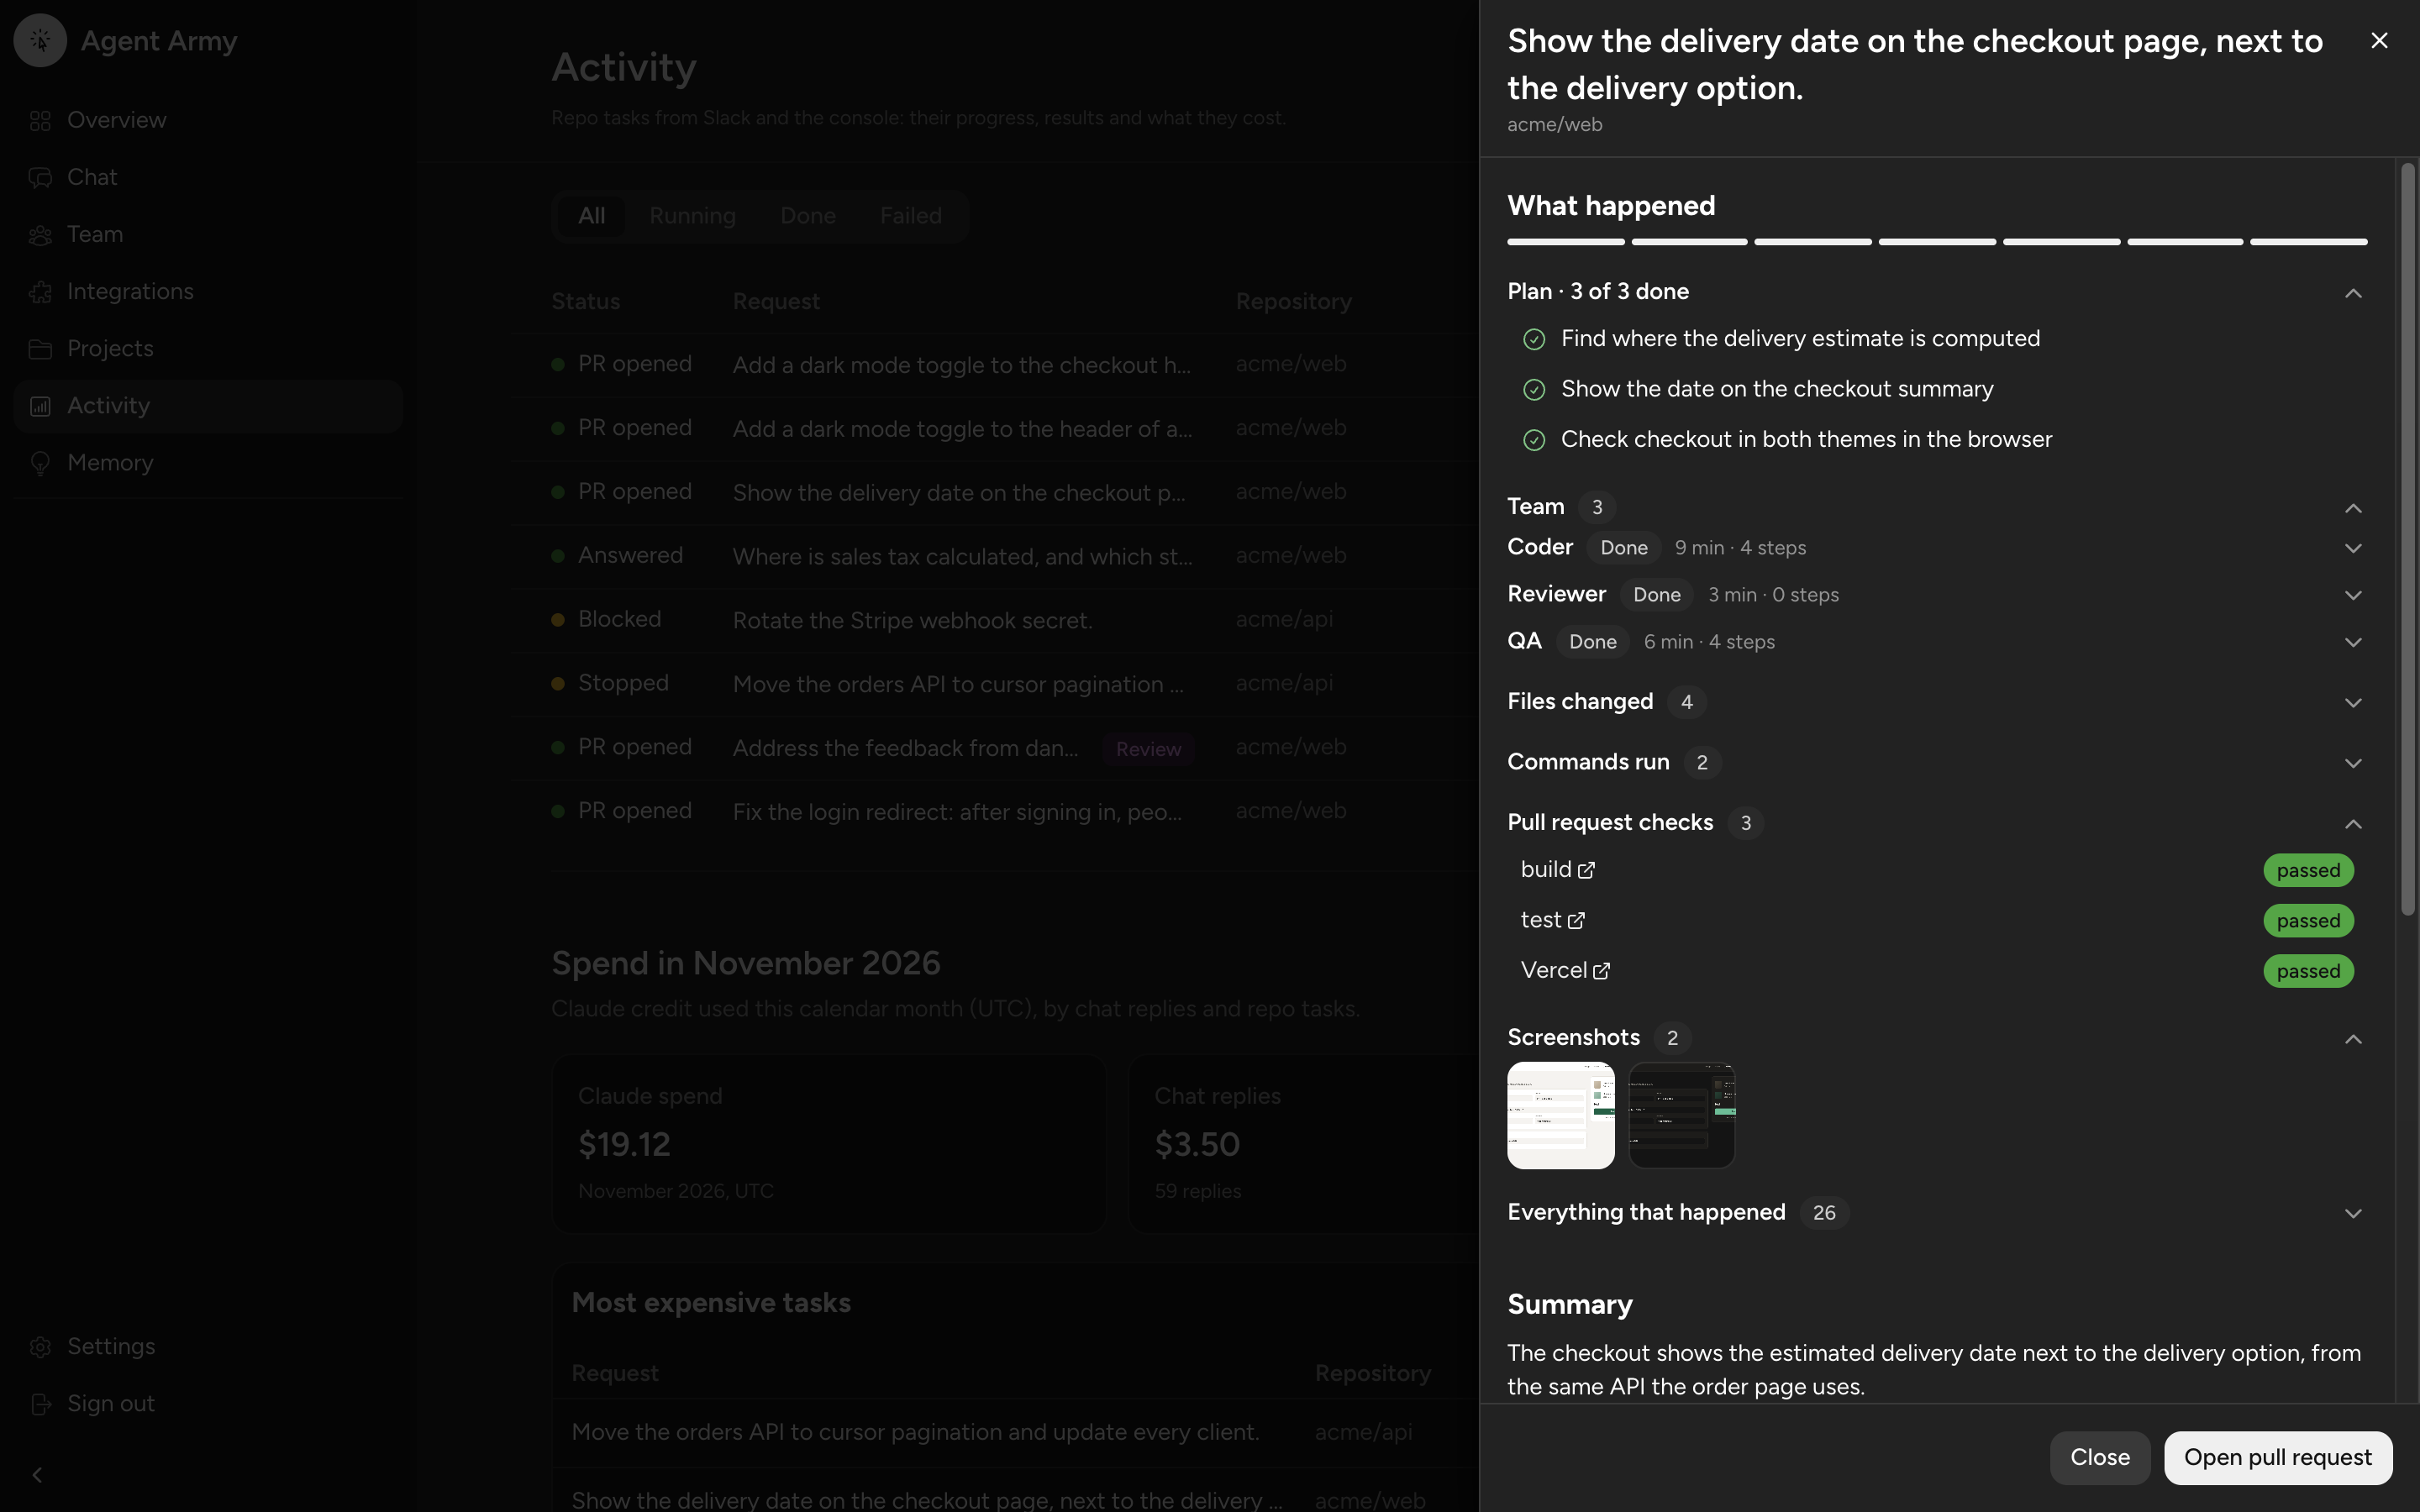 Agent Army
Overview
Chat
Team
Integrations
Projects
Activity
Memory
Settings
Sign out
Activity
Repo tasks from Slack and the console: their progress, results and what they cost.
All Running Done Failed
Status Request Repository
PR opened Add a dark mode toggle to the checkout h... acme/web
PR opened Add a dark mode toggle to the header of a... acme/web
PR opened Show the delivery date on the checkout p... acme/web
Answered Where is sales tax calculated, and which st... acme/web
Blocked Rotate the Stripe webhook secret. acme/api
Stopped Move the orders API to cursor pagination ... acme/api
PR opened Address the feedback from dan... Review acme/web
PR opened Fix the login redirect: after signing in, peo... acme/web
Spend in November 2026
Claude credit used this calendar month (UTC), by chat replies and repo tasks.
Claude spend
$19.12
November 2026, UTC
Chat replies
$3.50
59 replies
Most expensive tasks
Request Repository
Move the orders API to cursor pagination and update every client. acme/api
Show the delivery date on the checkout page, next to the delivery ... acme/web
Show the delivery date on the checkout page, next to
the delivery option.
acme/web
What happened
Plan · 3 of 3 done
Find where the delivery estimate is computed
Show the date on the checkout summary
Check checkout in both themes in the browser
Team 3
Coder Done 9 min · 4 steps
Reviewer Done 3 min · 0 steps
QA Done 6 min · 4 steps
Files changed 4
Commands run 2
Pull request checks 3
build passed
test passed
Vercel passed
Screenshots 2
Everything that happened 26
Summary
The checkout shows the estimated delivery date next to the delivery option, from
the same API the order page uses.
Close Open pull request